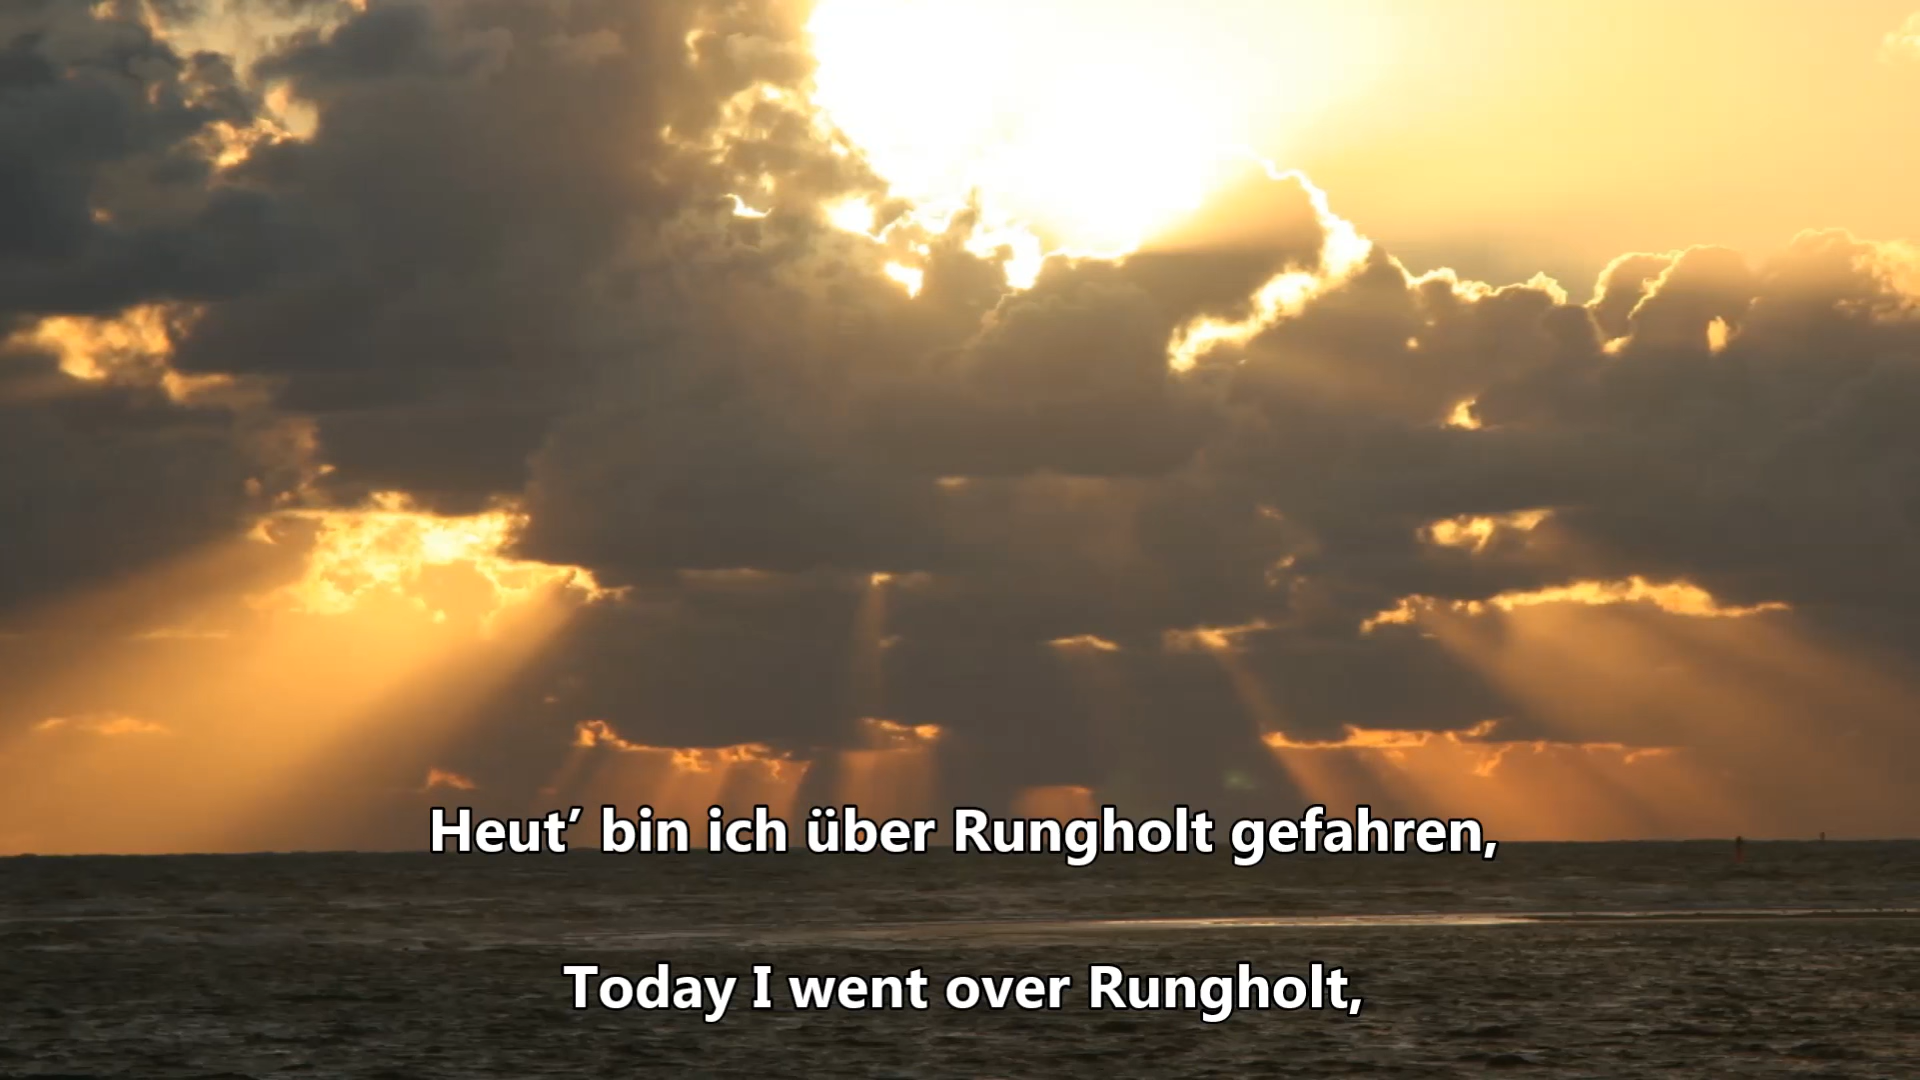 Heut’ bin ich über Rungholt gefahren,
Today I went over Rungholt,